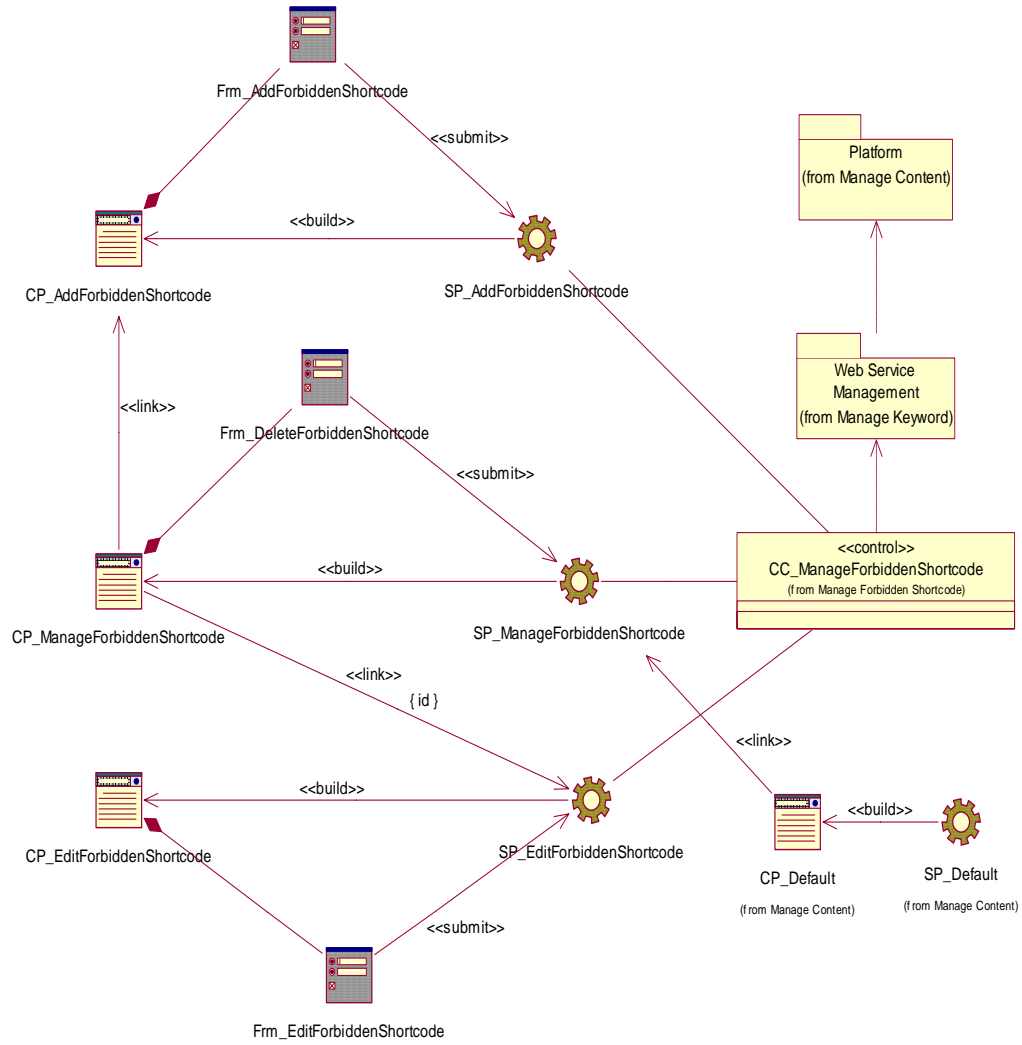 Frm_AddForbiddenShortcode
<<submit>>
Platform
(from Manage Content)
<<build>>
CP_AddForbiddenShortcode
SP_AddForbiddenShortcode
<<link>>
Web Service
Management
(from Manage Keyword)
Frm_DeleteForbiddenShortcode
<<submit>>
<<control>>
CC_ManageForbiddenShortcode
(from Manage Forbidden Shortcode)
<<build>>
CP_ManageForbiddenShortcode
SP_ManageForbiddenShortcode
<<link>>
{ id }
<<link>>
<<build>>
<<build>>
CP_EditForbiddenShortcode
SP_EditForbiddenShortcode
CP_Default
(from Manage Content)
SP_Default
(from Manage Content)
<<submit>>
Frm_EditForbiddenShortcode